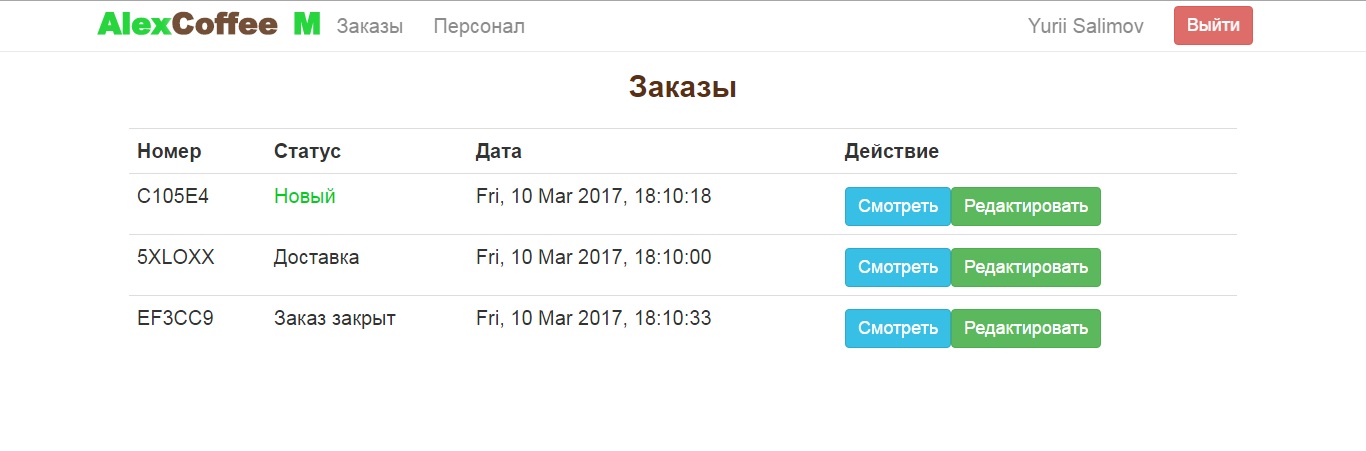 AlexCoffee M Заказы Персонал Yurii Salimov Выйти
Заказы
Номер Статус Дата Действие
C105E4 Новый Fri, 10 Mar 2017, 18:10:18 Смотреть Редактировать
5XLOXX Доставка Fri, 10 Mar 2017, 18:10:00 Смотреть Редактировать
EF3CC9 Заказ закрыт Fri, 10 Mar 2017, 18:10:33 Смотреть Редактировать